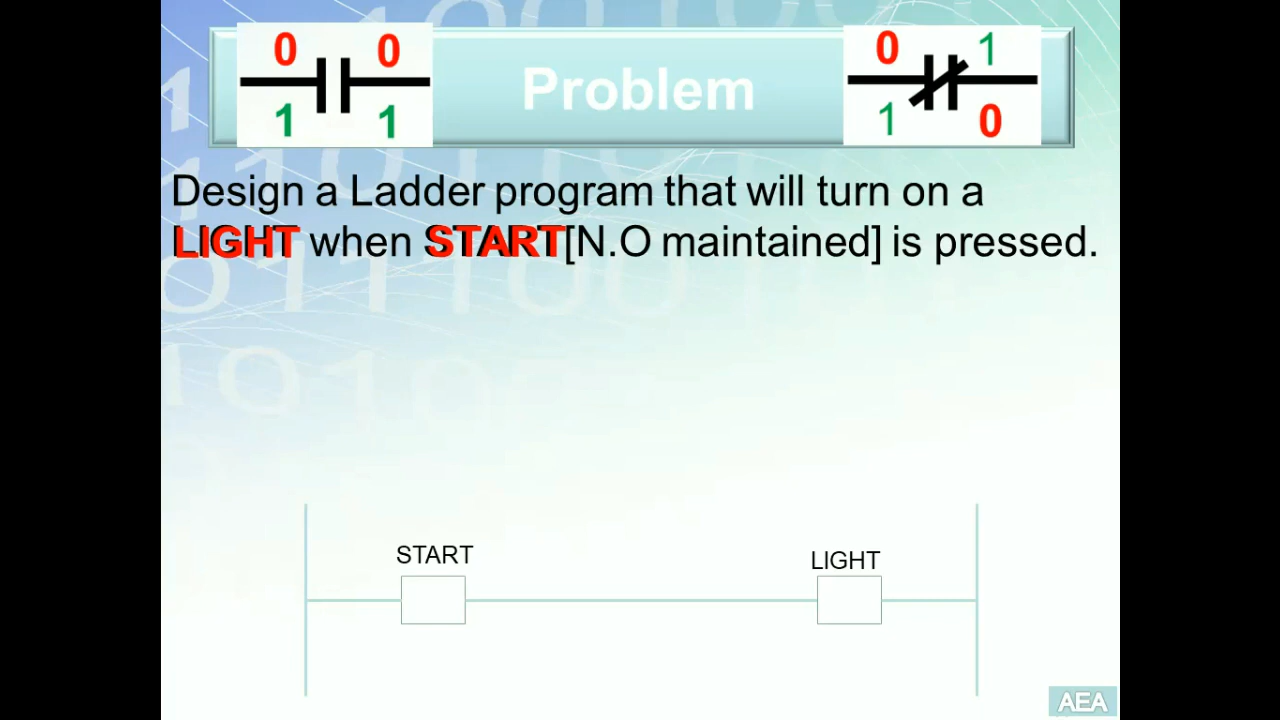 0 0
Problem
0 1
1 1
1 0
Design a Ladder program that will turn on a
LIGHT when START[N.O maintained] is pressed.
START
LIGHT
AEA